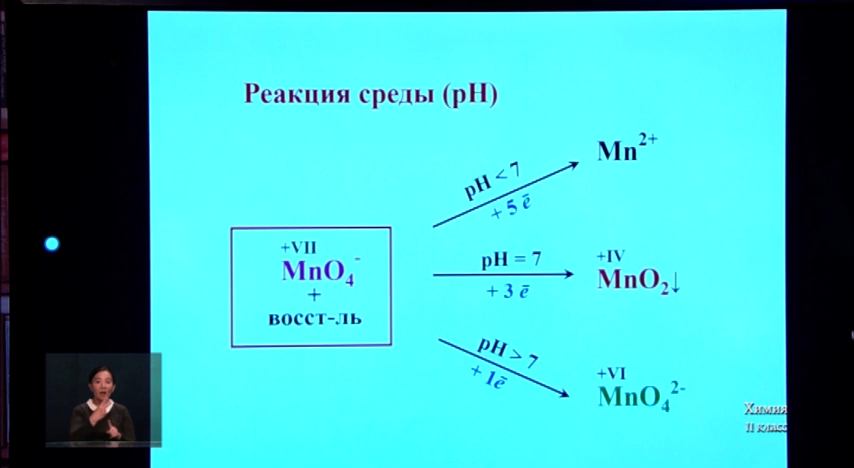 Реакция среды (pH)
pH < 7
+ 5 ē
Mn²⁺
+VII
MnO₄⁻
+
восст-ль
pH = 7
+ 3 ē
+IV
MnO₂↓
pH > 7
+ 1ē
+VI
MnO₄²⁻
Химия
11 класс